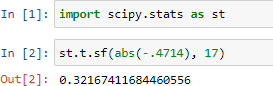 In [1]: import scipy.stats as st
In [2]: st.t.sf(abs(-.4714), 17)
Out[2]: 0.32167411684460556